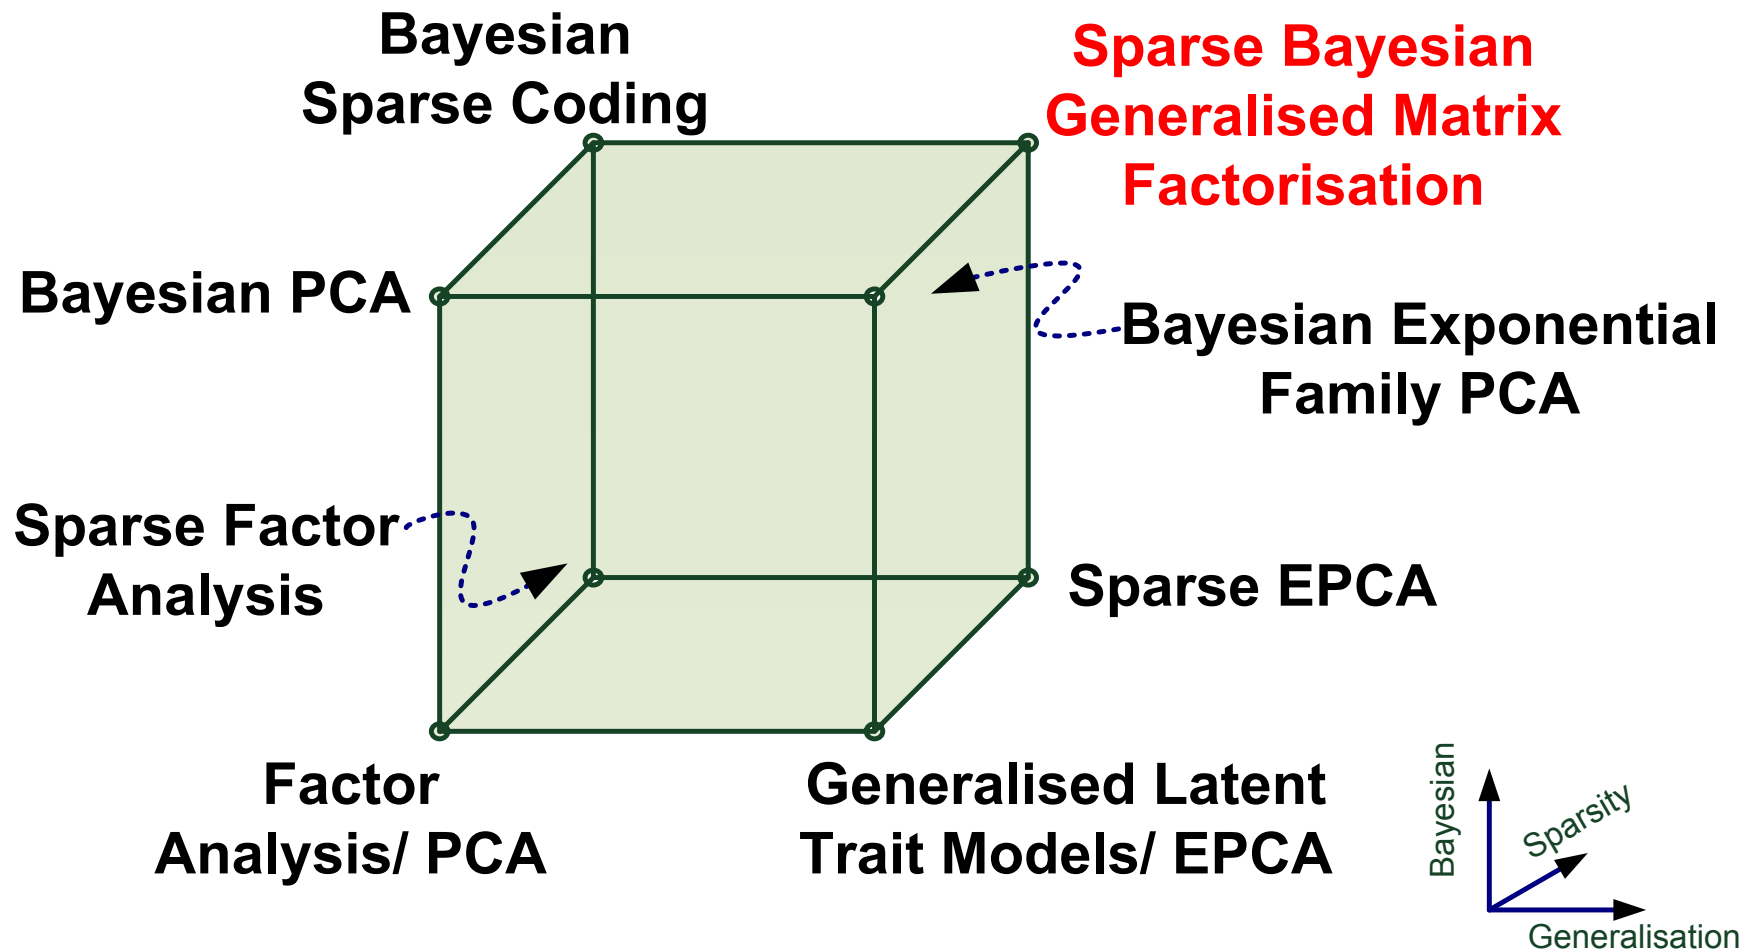 Bayesian
Sparse Coding
Sparse Bayesian
Generalised Matrix
Factorisation
Bayesian PCA
Bayesian Exponential
Family PCA
Sparse Factor
Analysis
Sparse EPCA
Factor
Analysis/ PCA
Generalised Latent
Trait Models/ EPCA
Bayesian
Sparsity
Generalisation